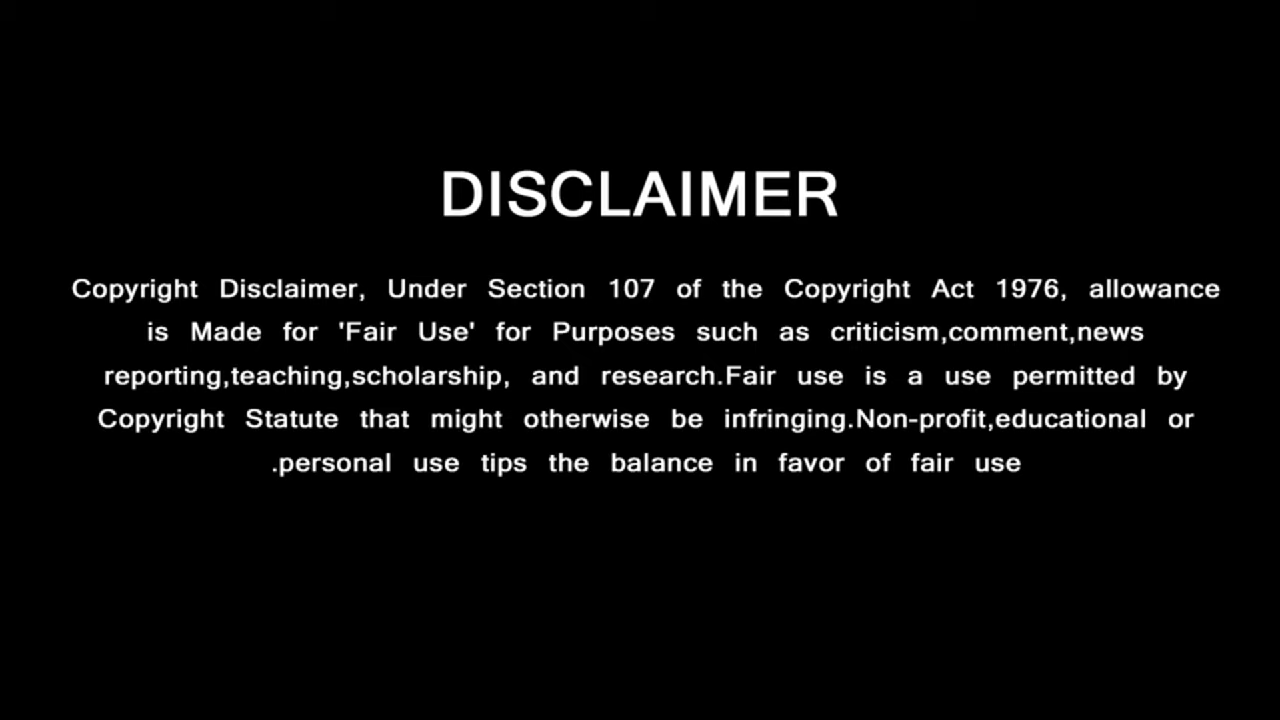 DISCLAIMER
Copyright Disclaimer, Under Section 107 of the Copyright Act 1976, allowance
is Made for 'Fair Use' for Purposes such as criticism,comment,news
reporting,teaching,scholarship, and research.Fair use is a use permitted by
Copyright Statute that might otherwise be infringing.Non-profit,educational or
.personal use tips the balance in favor of fair use